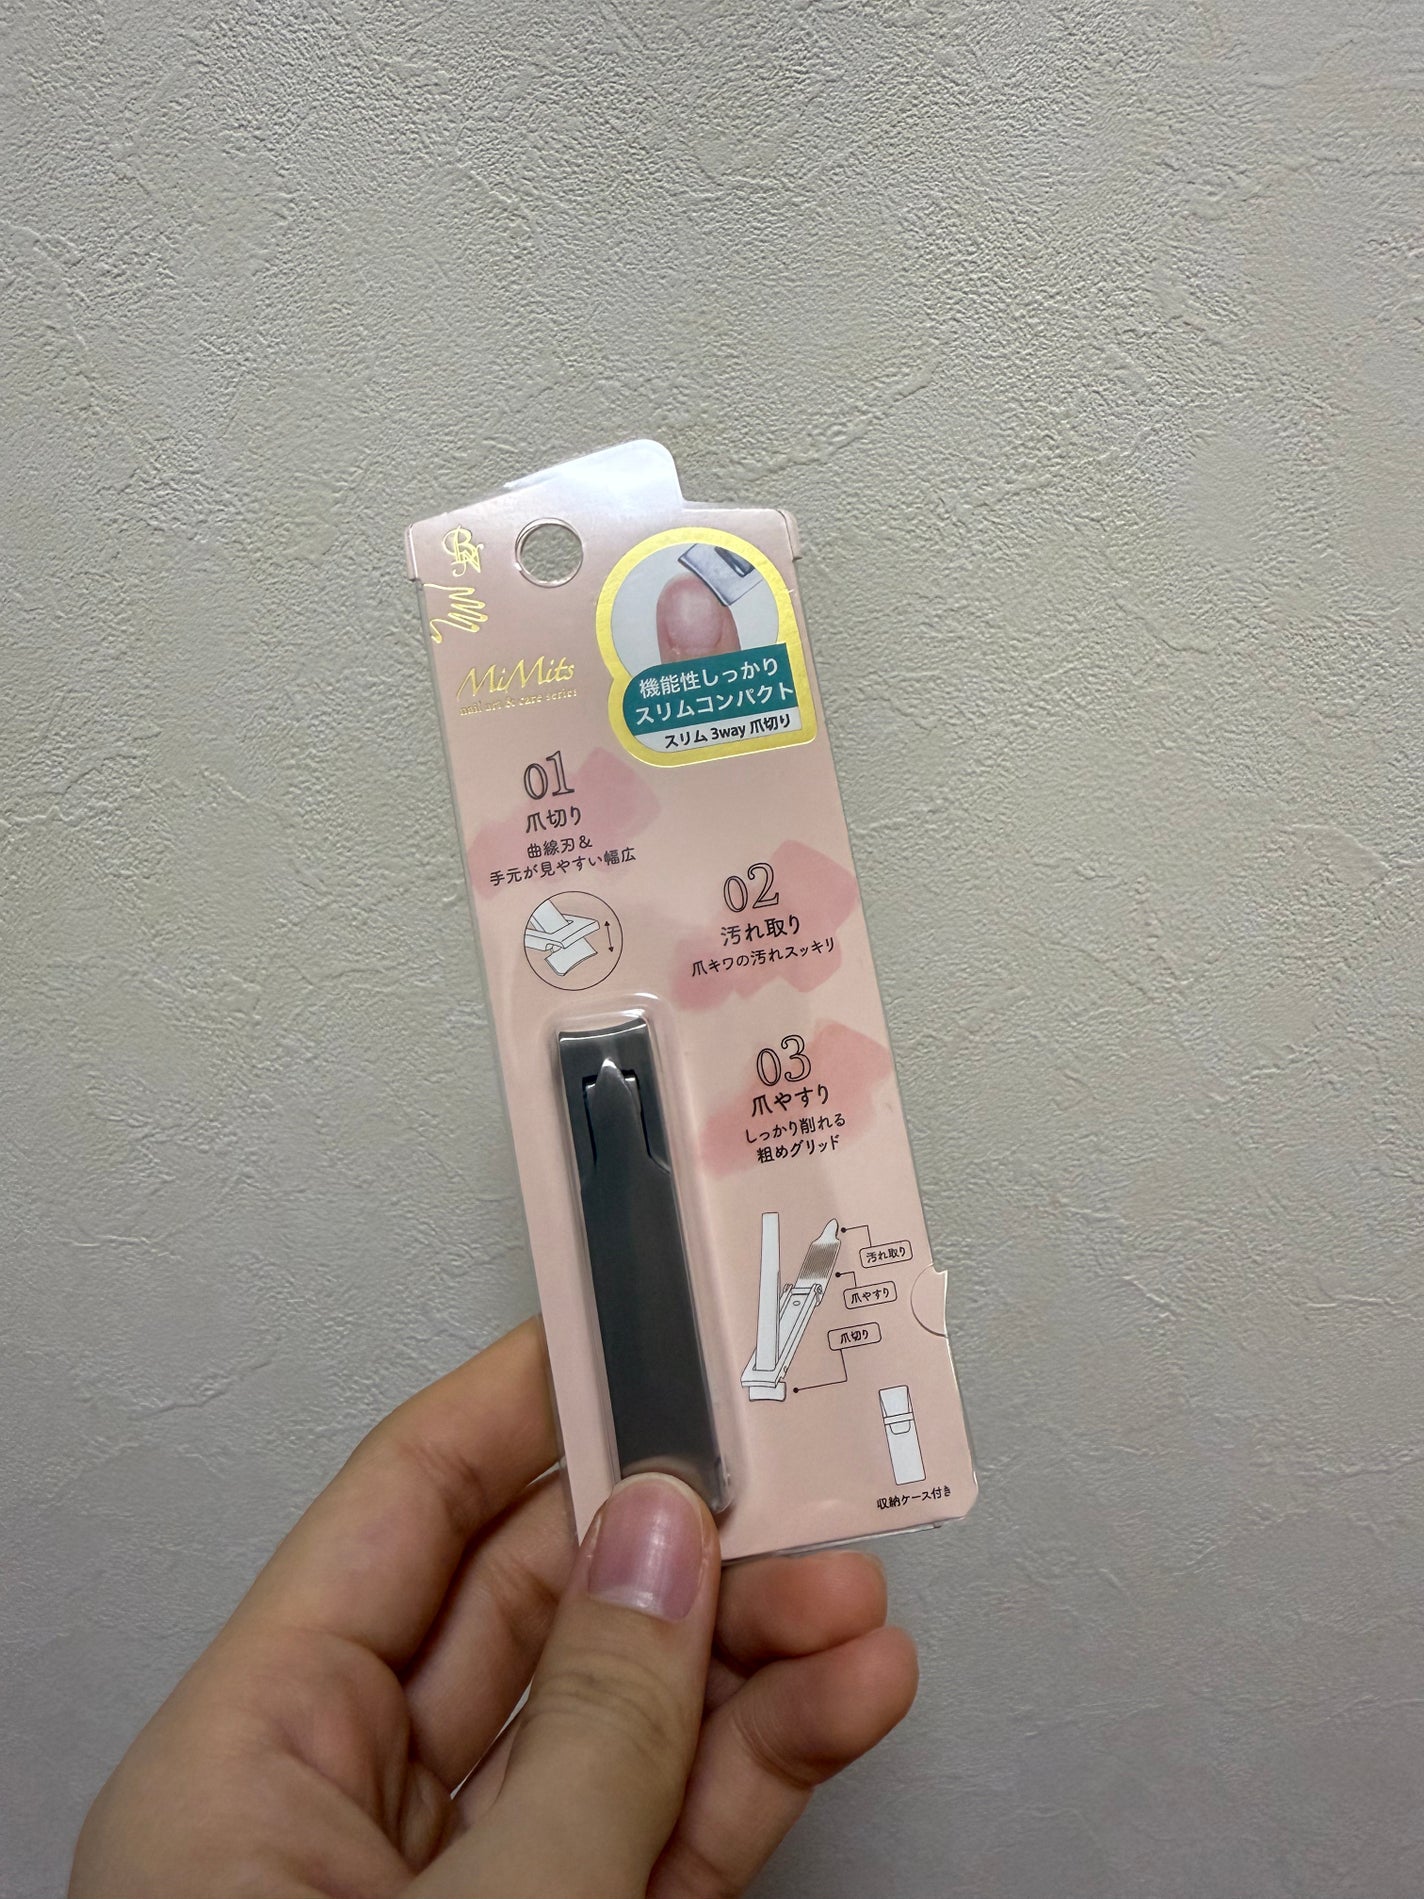 BN
MiMits
nail art & care series
機能性しっかり
スリムコンパクト
スリム 3way 爪切り
01
爪切り
曲線刃&
手元が見やすい幅広
02
汚れ取り
爪キワの汚れスッキリ
03
爪やすり
しっかり削れる
粗めグリッド
汚れ取り
爪やすり
爪切り
収納ケース付き